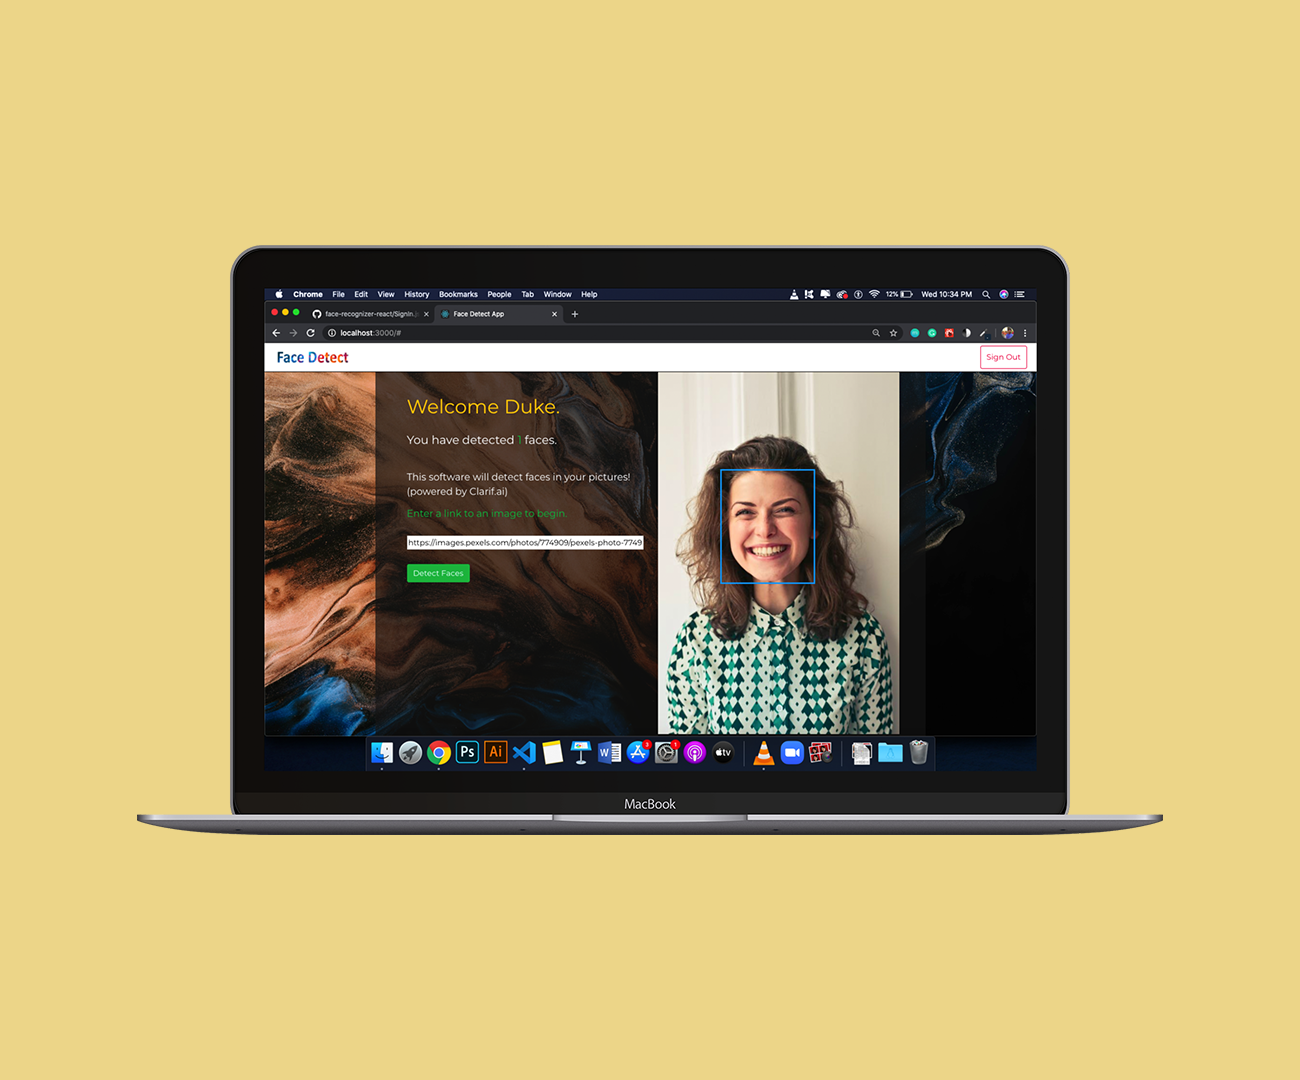 Chrome File Edit View History Bookmarks People Tab Window Help 12% Wed 10:34 PM
face-recognizer-react/SignIn.j Face Detect App
localhost:3000/#
Face Detect Sign Out
Welcome Duke.
You have detected 1 faces.
This software will detect faces in your pictures!
(powered by Clarif.ai)
Enter a link to an image to begin.
https://images.pexels.com/photos/774909/pexels-photo-7749
Detect Faces
Ps Ai W 3 1 tv
MacBook